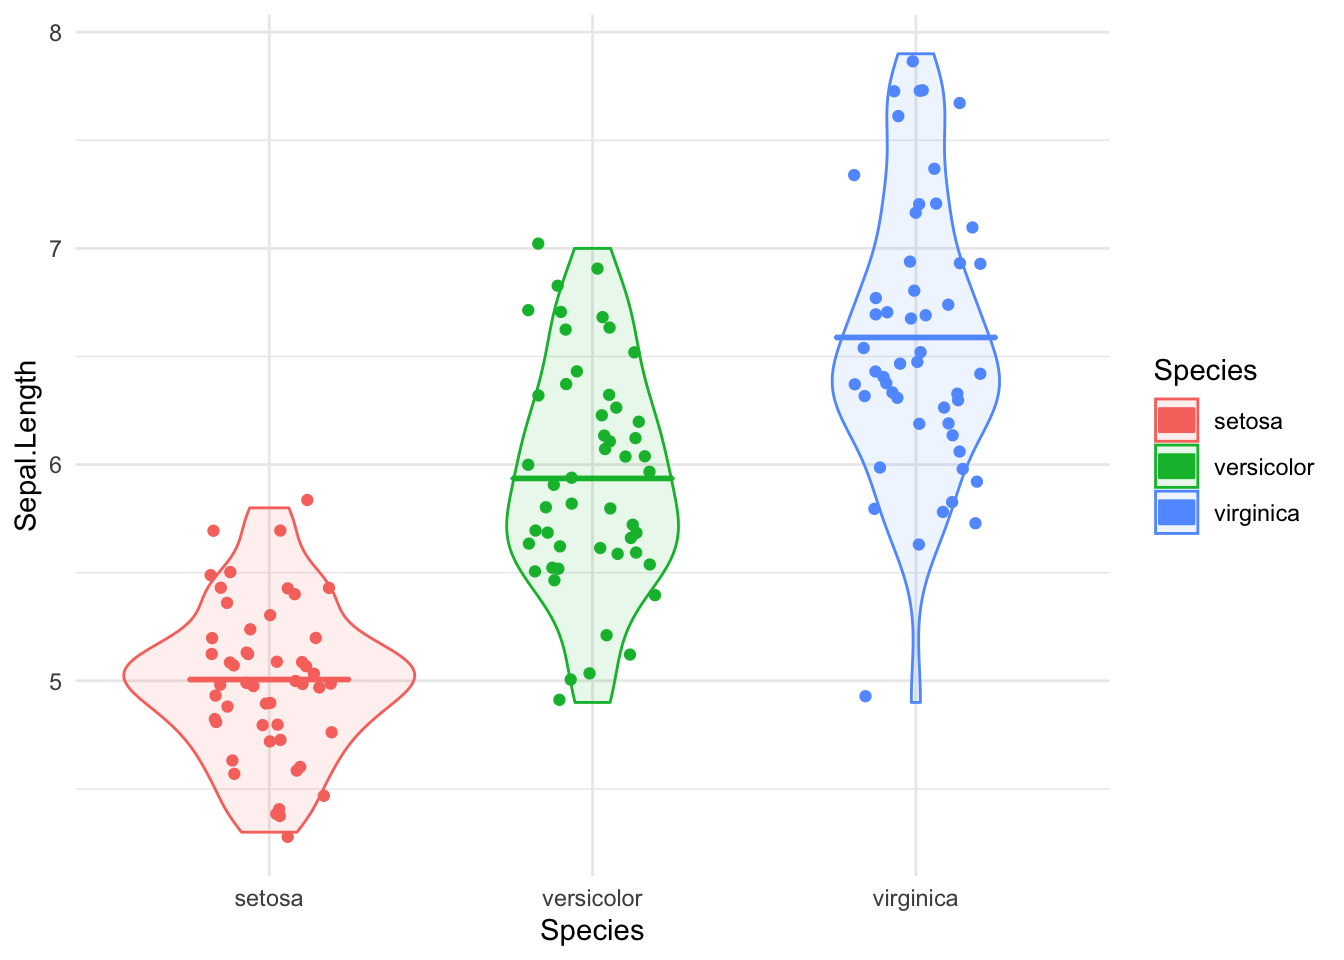 8
7
6
5
Sepal.Length
setosa
versicolor
virginica
Species
Species
setosa
versicolor
virginica